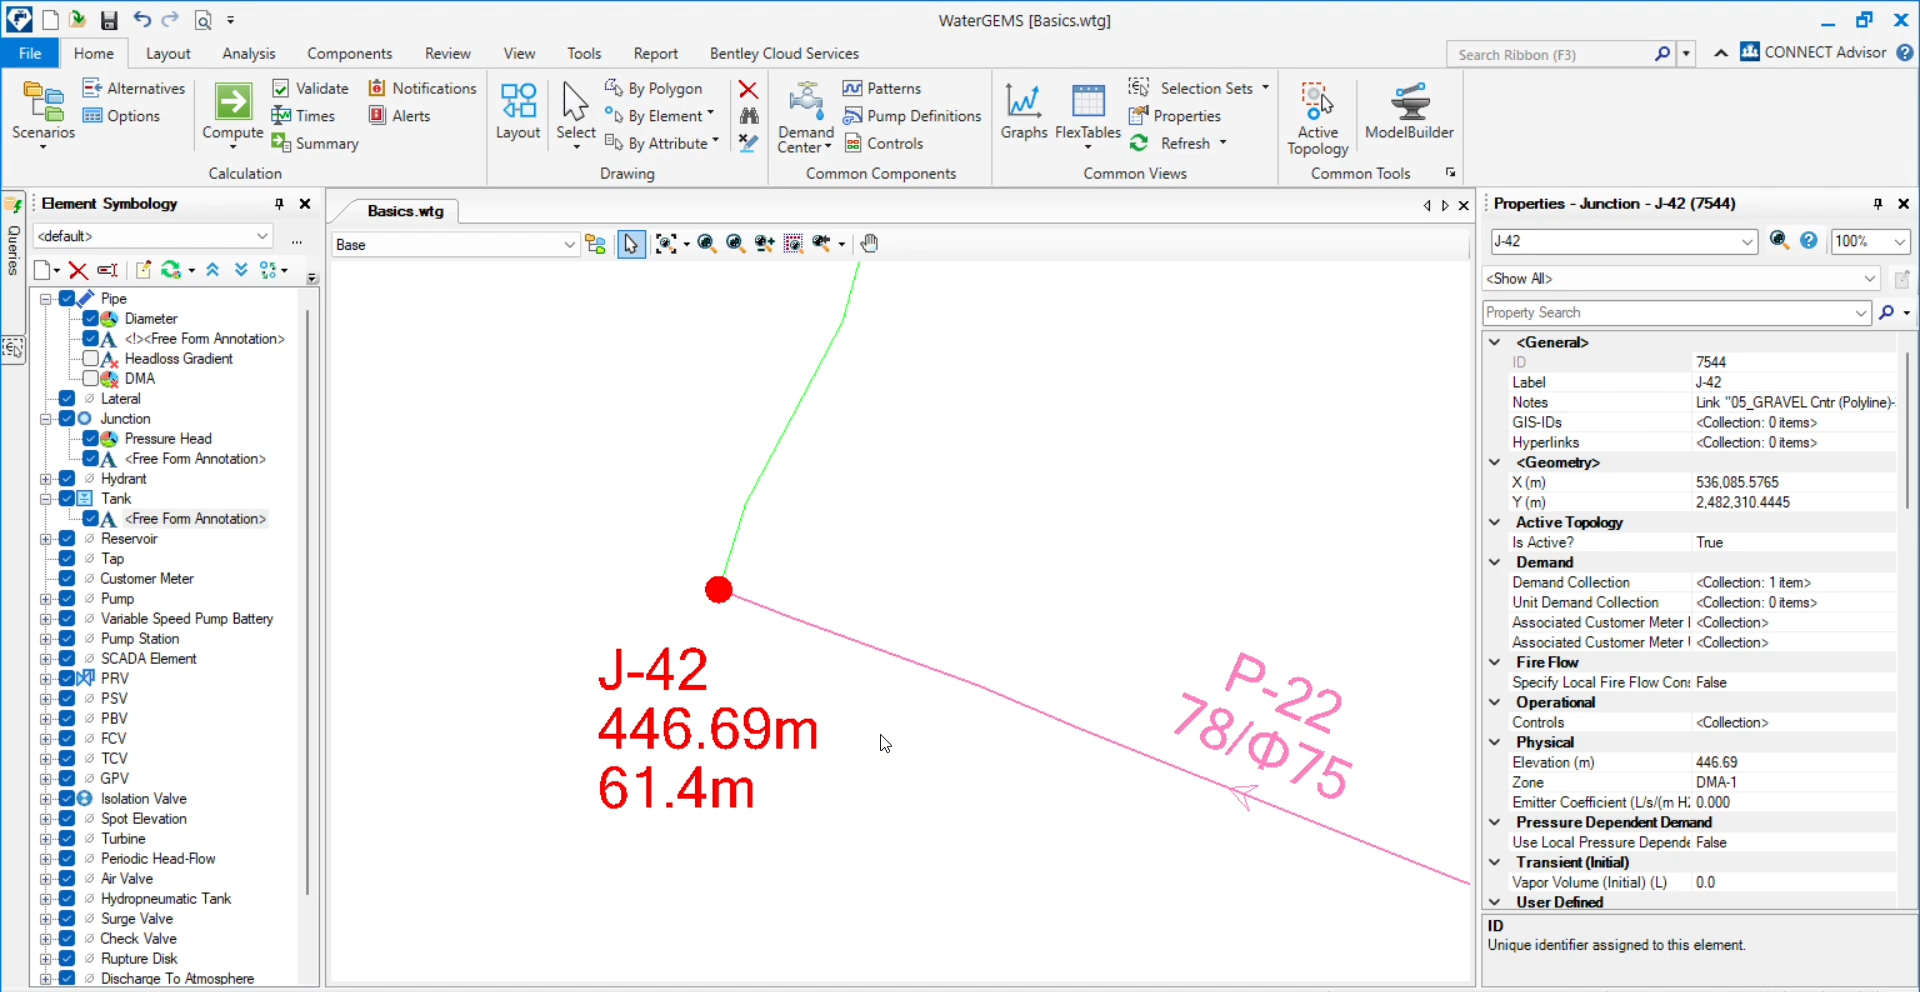 WaterGEMS [Basics.wtg]
File
Home
Layout
Analysis
Components
Review
View
Tools
Report
Bentley Cloud Services
Search Ribbon (F3)
CONNECT Advisor
Scenarios
Alternatives
Options
Compute
Validate
Times
Summary
Notifications
Alerts
Calculation
Layout
Select
By Polygon
By Element
By Attribute
Drawing
Demand
Center
Patterns
Pump Definitions
Controls
Common Components
Graphs
FlexTables
Selection Sets
Properties
Refresh
Common Views
Active
Topology
ModelBuilder
Common Tools
Queries
Element Symbology
<default>
...
Pipe
Diameter
<!><Free Form Annotation>
Headloss Gradient
DMA
Lateral
Junction
Pressure Head
<Free Form Annotation>
Hydrant
Tank
<Free Form Annotation>
Reservoir
Tap
Customer Meter
Pump
Variable Speed Pump Battery
Pump Station
SCADA Element
PRV
PSV
PBV
FCV
TCV
GPV
Isolation Valve
Spot Elevation
Turbine
Periodic Head-Flow
Air Valve
Hydropneumatic Tank
Surge Valve
Check Valve
Rupture Disk
Discharge To Atmosphere
Basics.wtg
Base
J-42
446.69m
61.4m
P-22
78/Φ75
Properties - Junction - J-42 (7544)
J-42
100%
<Show All>
Property Search
<General>
ID 7544
Label J-42
Notes Link "05_GRAVEL Cntr (Polyline)-
GIS-IDs <Collection: 0 items>
Hyperlinks <Collection: 0 items>
<Geometry>
X (m) 536,085.5765
Y (m) 2,482,310.4445
Active Topology
Is Active? True
Demand
Demand Collection <Collection: 1 item>
Unit Demand Collection <Collection: 0 items>
Associated Customer Meter <Collection>
Associated Customer Meter <Collection>
Fire Flow
Specify Local Fire Flow Con False
Operational
Controls <Collection>
Physical
Elevation (m) 446.69
Zone DMA-1
Emitter Coefficient (L/s/(m H 0.000
Pressure Dependent Demand
Use Local Pressure Depende False
Transient (Initial)
Vapor Volume (Initial) (L) 0.0
User Defined
ID
Unique identifier assigned to this element.